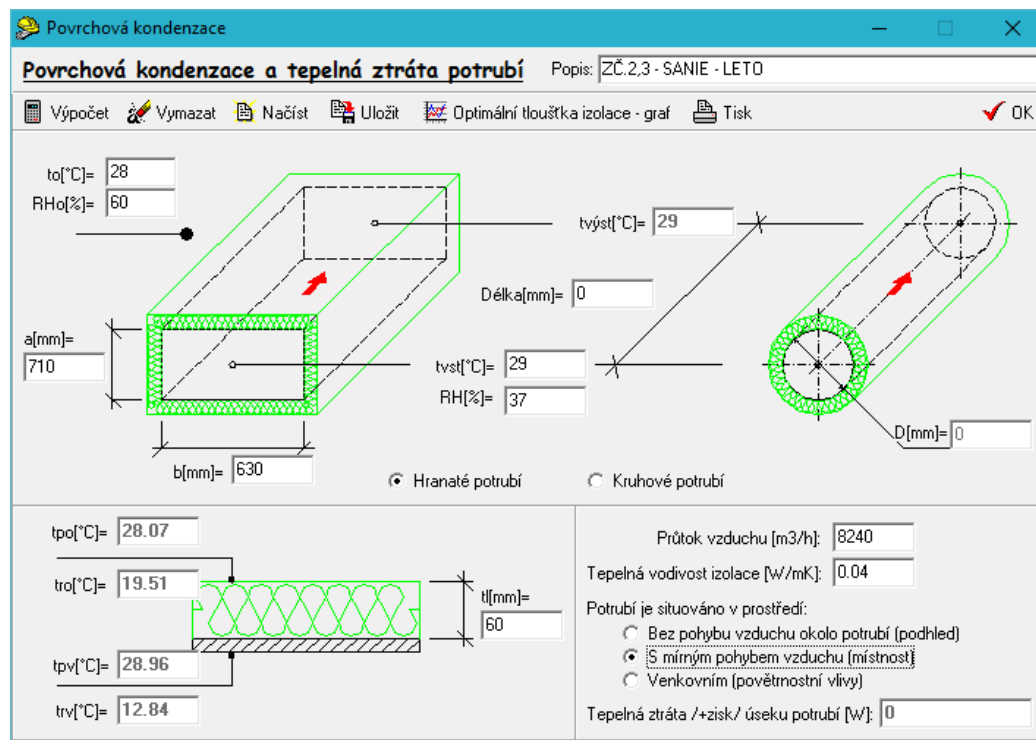 Povrchová kondenzace
Povrchová kondenzace a tepelná ztráta potrubí Popis: ZČ.2,3 - SANIE - LETO
Výpočet Vymazat Načíst Uložit Optimální tloušťka izolace - graf Tisk OK
to[°C]= 28
RHo[%]= 60
tvýst[°C]= 29
Délka[mm]= 0
a[mm]=
710
tvst[°C]= 29
RH[%]= 37
D[mm]= 0
b[mm]= 630
Hranaté potrubí Kruhové potrubí
tpo[°C]= 28.07
tro[°C]= 19.51
tl[mm]=
60
tpv[°C]= 28.96
trv[°C]= 12.84
Průtok vzduchu [m3/h]: 8240
Tepelná vodivost izolace [W/mK]: 0.04
Potrubí je situováno v prostředí:
Bez pohybu vzduchu okolo potrubí (podhled)
S mírným pohybem vzduchu (místnost)
Venkovním (povětrnostní vlivy)
Tepelná ztráta /+zisk/ úseku potrubí [W]: 0